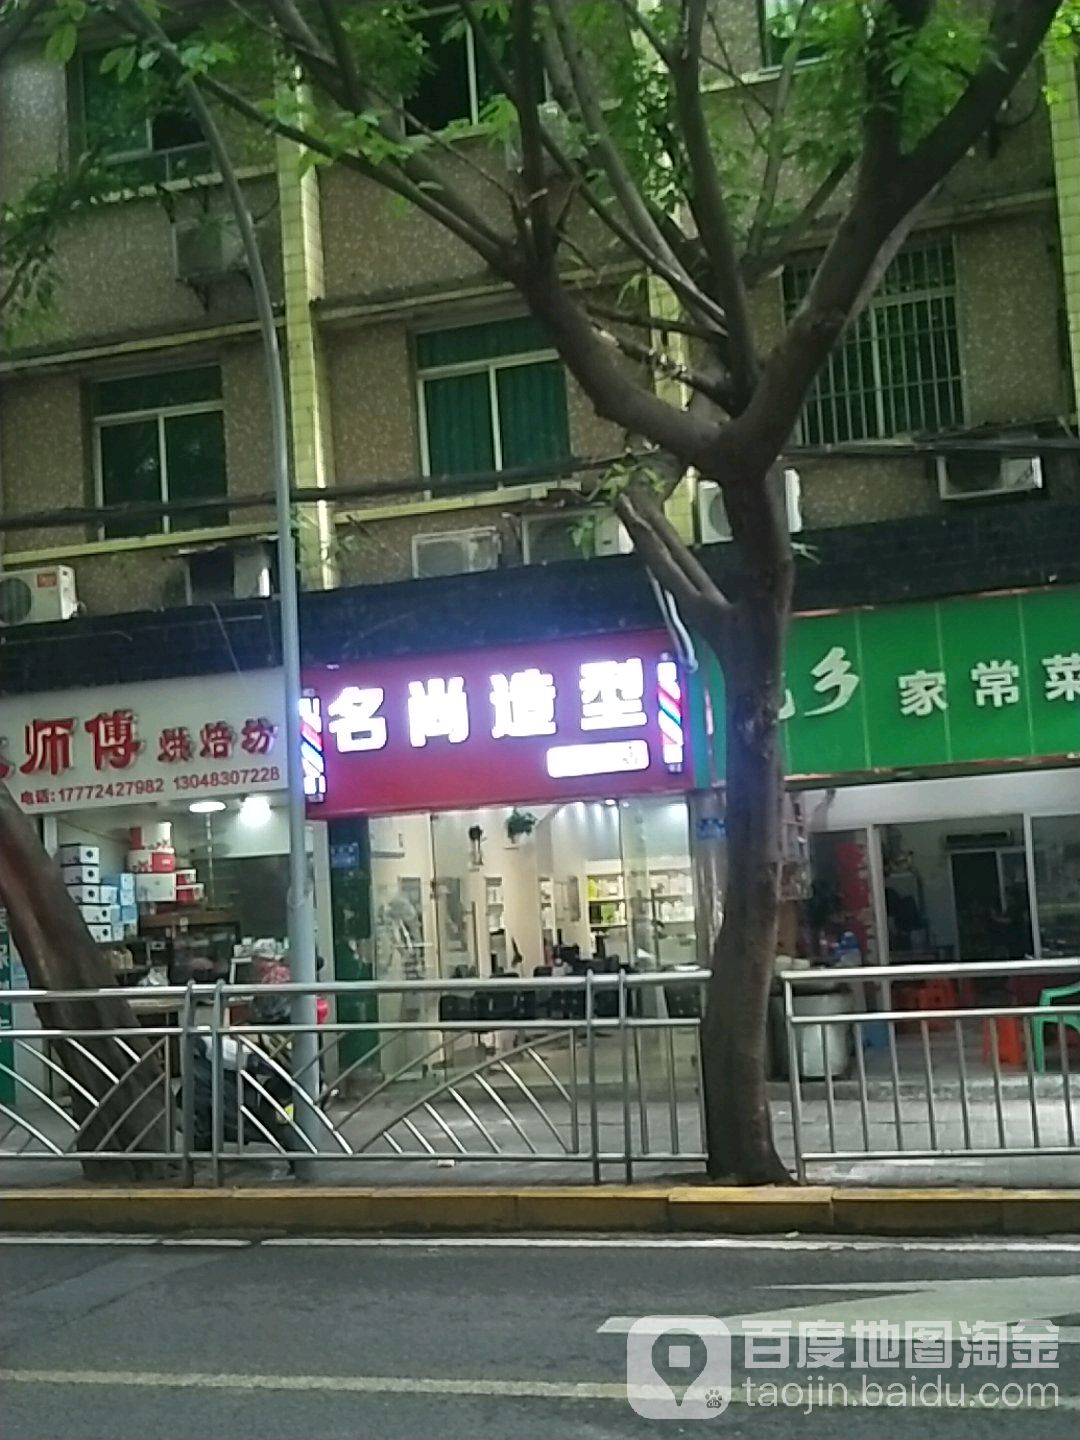 师傅 烘焙坊
电话:17772427982 13048307228
名尚造型
乡 家常菜
百度地图淘金
taojin.baidu.com